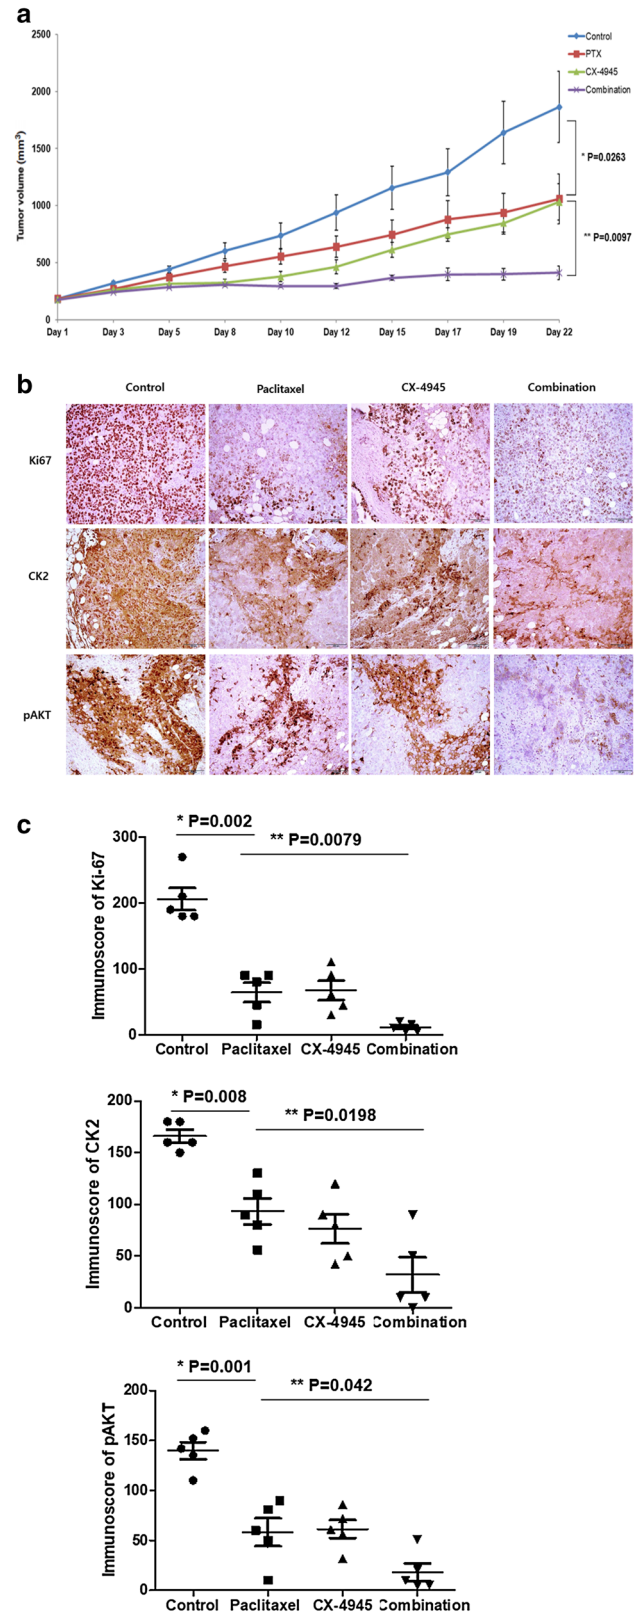 a
2500
2000
1500
1000
500
0
Tumor volume (mm³)
Control
PTX
CX-4945
Combination
* P=0.0263
** P=0.0097
Day 1 Day 3 Day 5 Day 8 Day 10 Day 12 Day 15 Day 17 Day 19 Day 22
b
Control Paclitaxel CX-4945 Combination
Ki67
CK2
pAKT
c
* P=0.002
** P=0.0079
Immunoscore of Ki-67
300
200
100
0
Control Paclitaxel CX-4945 Combination
* P=0.008
** P=0.0198
Immunoscore of CK2
200
150
100
50
0
Control Paclitaxel CX-4945 Combination
* P=0.001
** P=0.042
Immunoscore of pAKT
200
150
100
50
0
Control Paclitaxel CX-4945 Combination